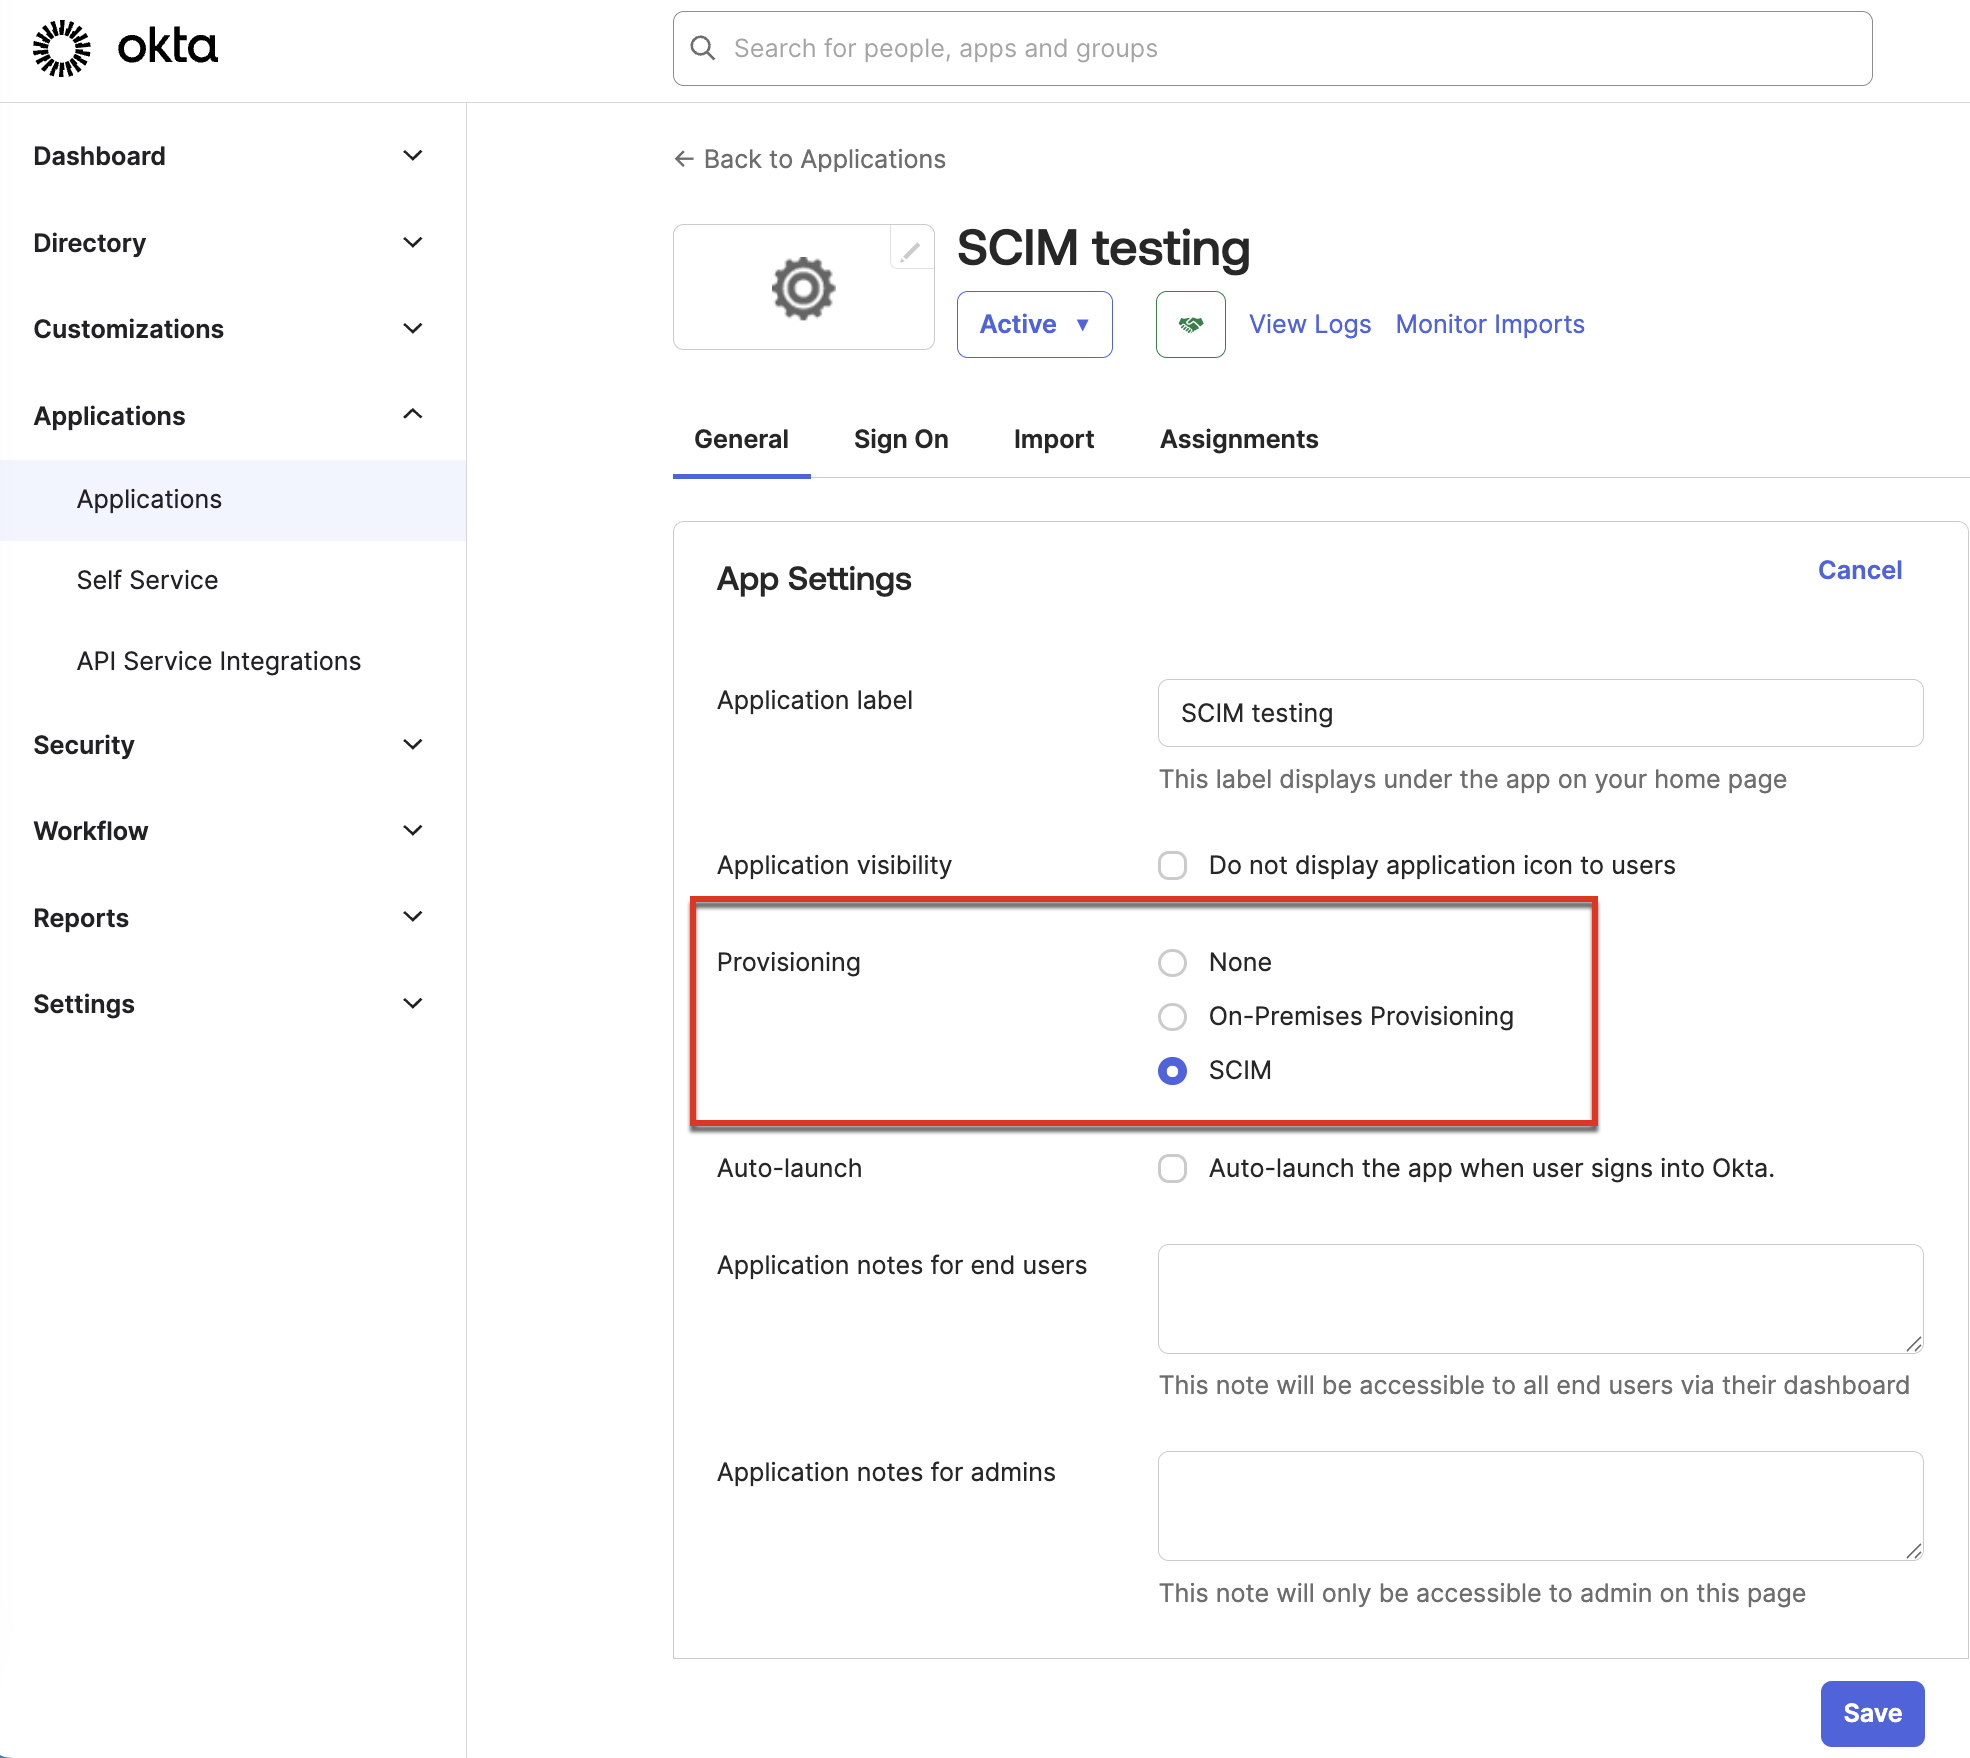 okta
Search for people, apps and groups
Dashboard
Directory
Customizations
Applications
Applications
Self Service
API Service Integrations
Security
Workflow
Reports
Settings
← Back to Applications
SCIM testing
Active ▼
View Logs Monitor Imports
General Sign On Import Assignments
App Settings Cancel
Application label SCIM testing
This label displays under the app on your home page
Application visibility Do not display application icon to users
Provisioning None
On-Premises Provisioning
SCIM
Auto-launch Auto-launch the app when user signs into Okta.
Application notes for end users
This note will be accessible to all end users via their dashboard
Application notes for admins
This note will only be accessible to admin on this page
Save